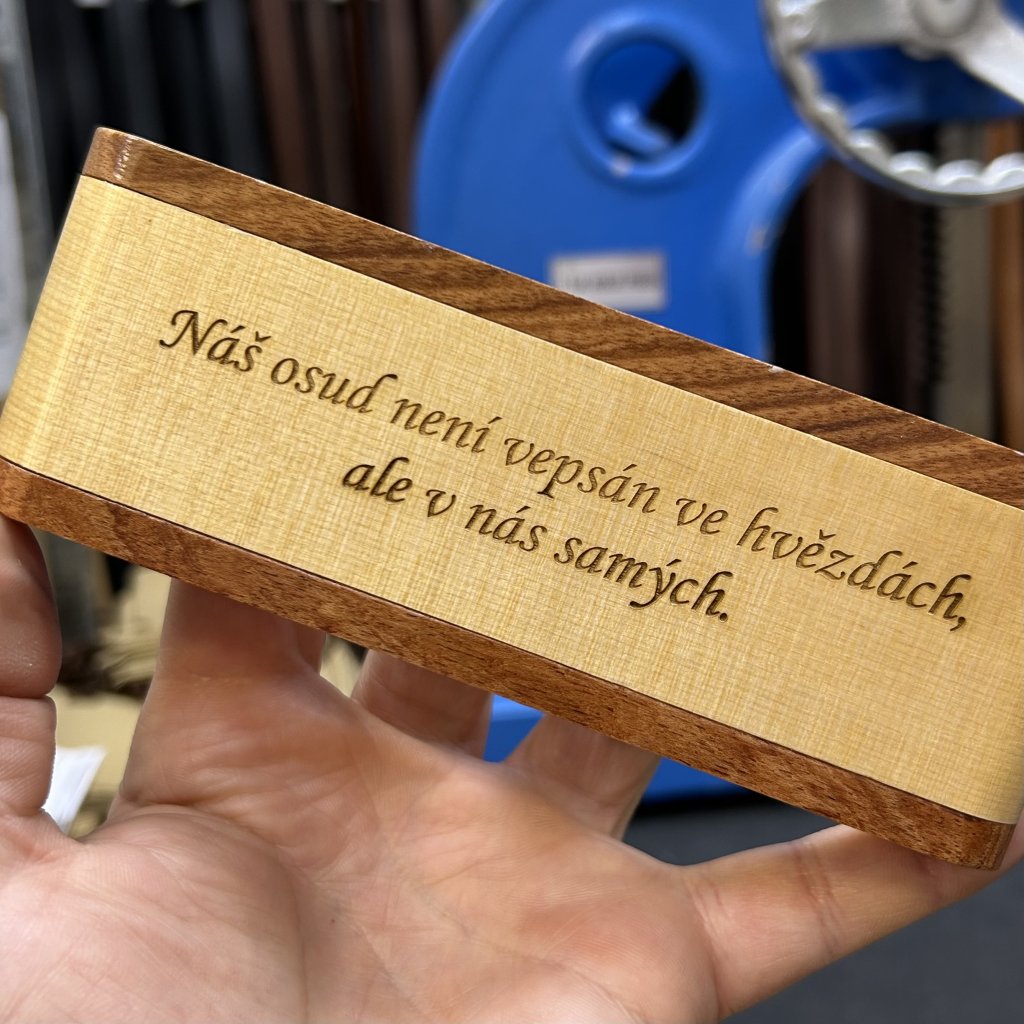 Náš osud není vepsán ve hvězdách,
ale v nás samých.